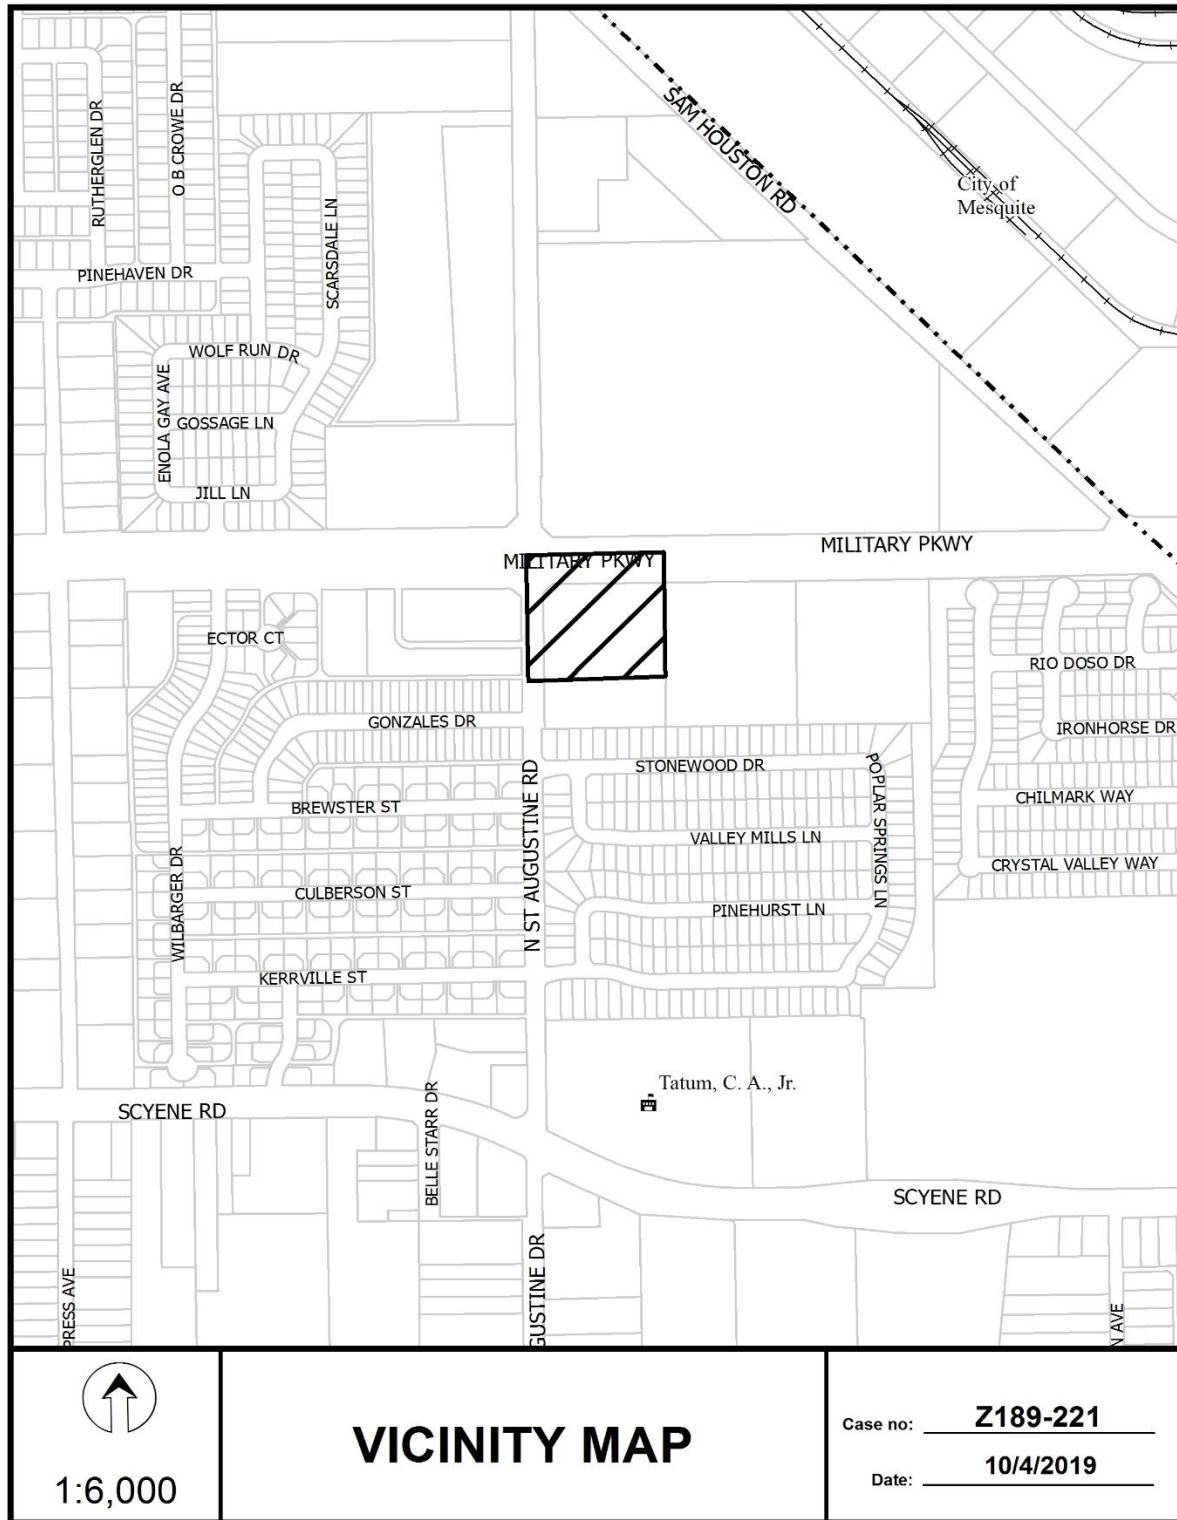 SAM HOUSTON RD
City of
Mesquite
RUTHERGLEN DR
O B CROWE DR
SCARSDALE LN
PINEHAVEN DR
WOLF RUN DR
ENOLA GAY AVE
GOSSAGE LN
JILL LN
MILITARY PKWY
MILITARY PKWY
ECTOR CT
RIO DOSO DR
GONZALES DR
IRONHORSE DR
STONEWOOD DR
POPLAR SPRINGS LN
N ST AUGUSTINE RD
BREWSTER ST
CHILMARK WAY
VALLEY MILLS LN
WILBARGER DR
CULBERSON ST
CRYSTAL VALLEY WAY
PINEHURST LN
KERRVILLE ST
Tatum, C. A., Jr.
SCYENE RD
BELLE STARR DR
SCYENE RD
PRESS AVE
GUSTINE DR
N AVE
1:6,000
VICINITY MAP
Case no: Z189-221
Date: 10/4/2019